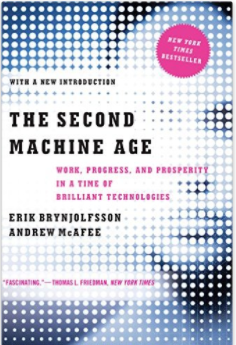 NEW YORK
TIMES
BESTSELLER
WITH A NEW INTRODUCTION
THE SECOND
MACHINE AGE
WORK, PROGRESS, AND PROSPERITY
IN A TIME OF
BRILLIANT TECHNOLOGIES
ERIK BRYNJOLFSSON
ANDREW McAFEE
"FASCINATING."—THOMAS L. FRIEDMAN, NEW YORK TIMES